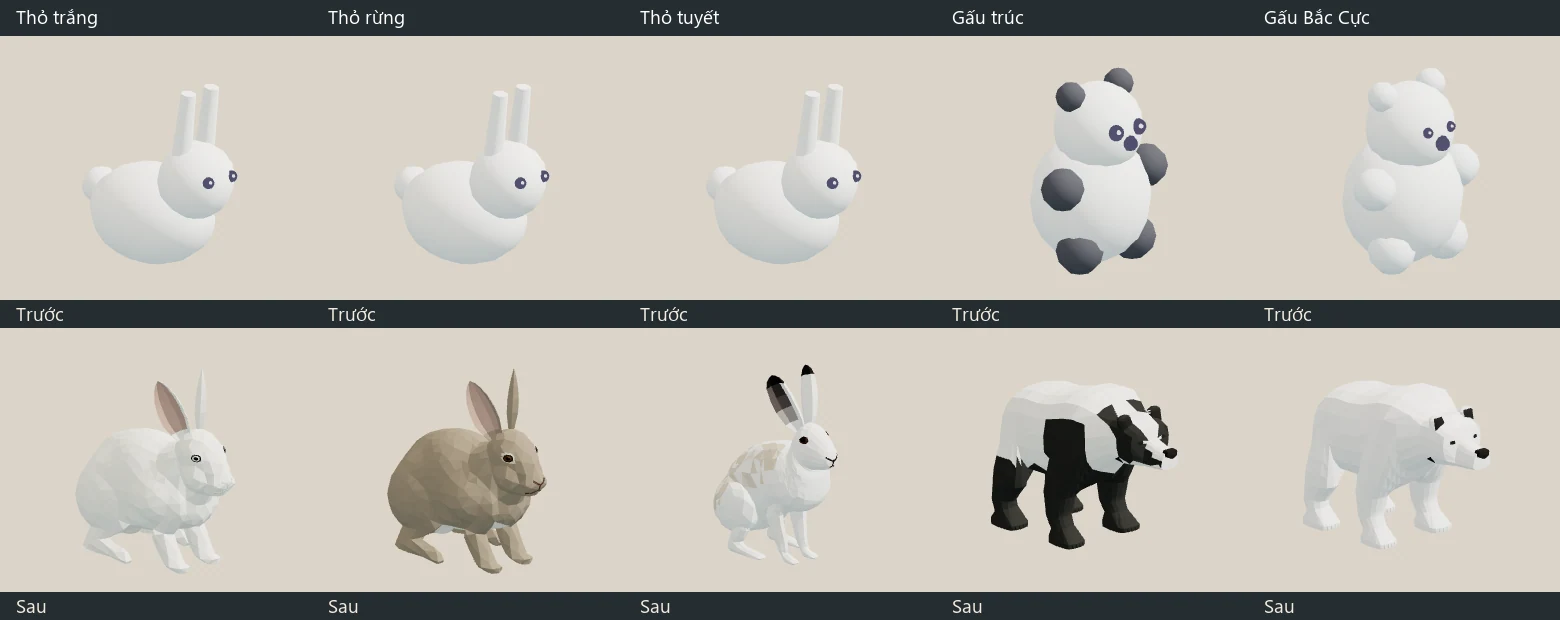 Thỏ trắng
Thỏ rừng
Thỏ tuyết
Gấu trúc
Gấu Bắc Cực
Trước
Trước
Trước
Trước
Trước
Sau
Sau
Sau
Sau
Sau